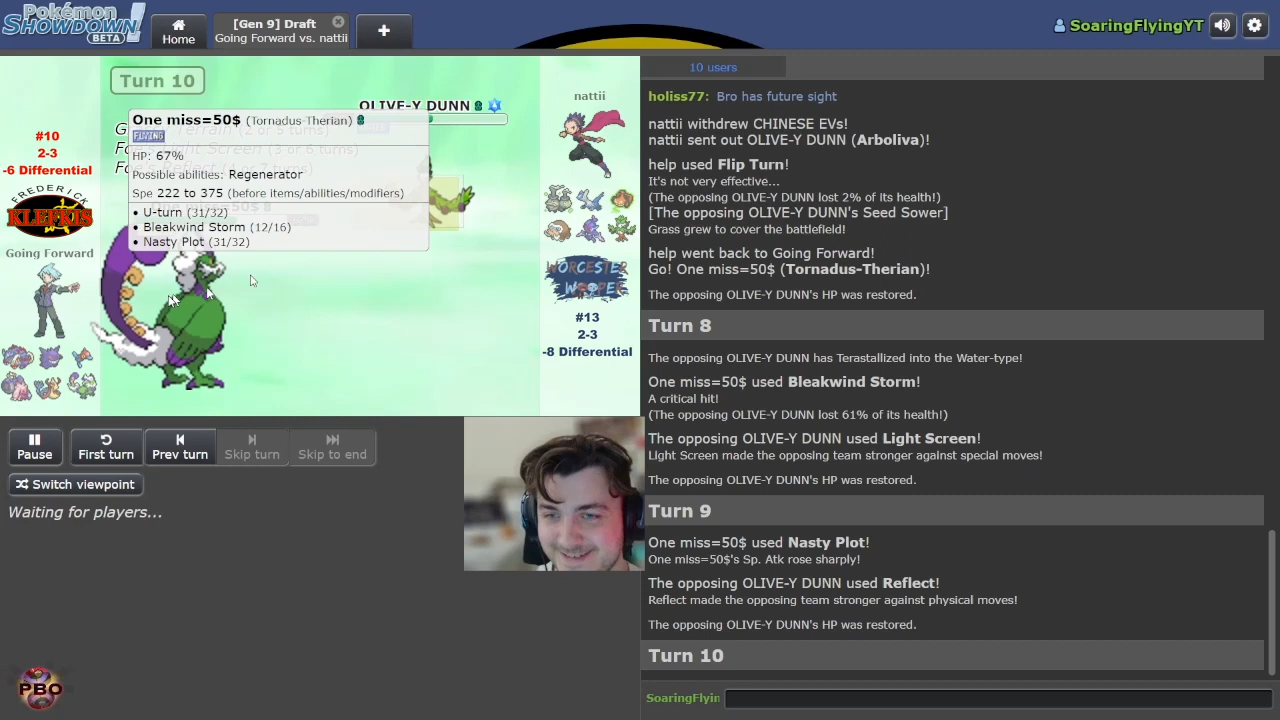 Pokémon
Showdown!
BETA
Home
[Gen 9] Draft
Going Forward vs. nattii
+
SoaringFlyingYT
Turn 10
OLIVE-Y DUNN
One miss=50$ (Tornadus-Therian)
FLYING
HP: 67%
Possible abilities: Regenerator
Spe 222 to 375 (before items/abilities/modifiers)
• U-turn (31/32)
• Bleakwind Storm (12/16)
• Nasty Plot (31/32)
#10
2-3
-6 Differential
FREDERICK
KLEFKIS
Going Forward
nattii
WORCESTER
WOOPER
#13
2-3
-8 Differential
Pause
First turn
Prev turn
Skip turn
Skip to end
Switch viewpoint
Waiting for players...
PBO
10 users
holiss77: Bro has future sight
nattii withdrew CHINESE EVs!
nattii sent out OLIVE-Y DUNN (Arboliva)!
help used Flip Turn!
It's not very effective...
(The opposing OLIVE-Y DUNN lost 2% of its health!)
[The opposing OLIVE-Y DUNN's Seed Sower]
Grass grew to cover the battlefield!
help went back to Going Forward!
Go! One miss=50$ (Tornadus-Therian)!
The opposing OLIVE-Y DUNN's HP was restored.
Turn 8
The opposing OLIVE-Y DUNN has Terastallized into the Water-type!
One miss=50$ used Bleakwind Storm!
A critical hit!
(The opposing OLIVE-Y DUNN lost 61% of its health!)
The opposing OLIVE-Y DUNN used Light Screen!
Light Screen made the opposing team stronger against special moves!
The opposing OLIVE-Y DUNN's HP was restored.
Turn 9
One miss=50$ used Nasty Plot!
One miss=50$'s Sp. Atk rose sharply!
The opposing OLIVE-Y DUNN used Reflect!
Reflect made the opposing team stronger against physical moves!
The opposing OLIVE-Y DUNN's HP was restored.
Turn 10
SoaringFlyin